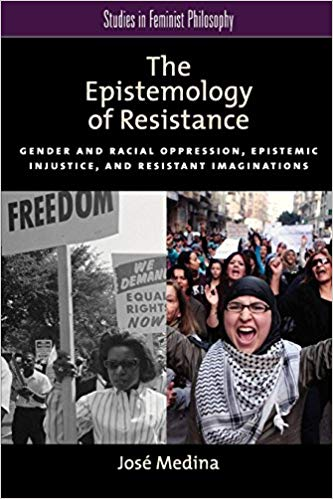 Studies in Feminist Philosophy
The
Epistemology
of Resistance
GENDER AND RACIAL OPPRESSION, EPISTEMIC
INJUSTICE, AND RESISTANT IMAGINATIONS
FREEDOM
WE
DEMAND
EQUAL
RIGHTS
NOW
José Medina